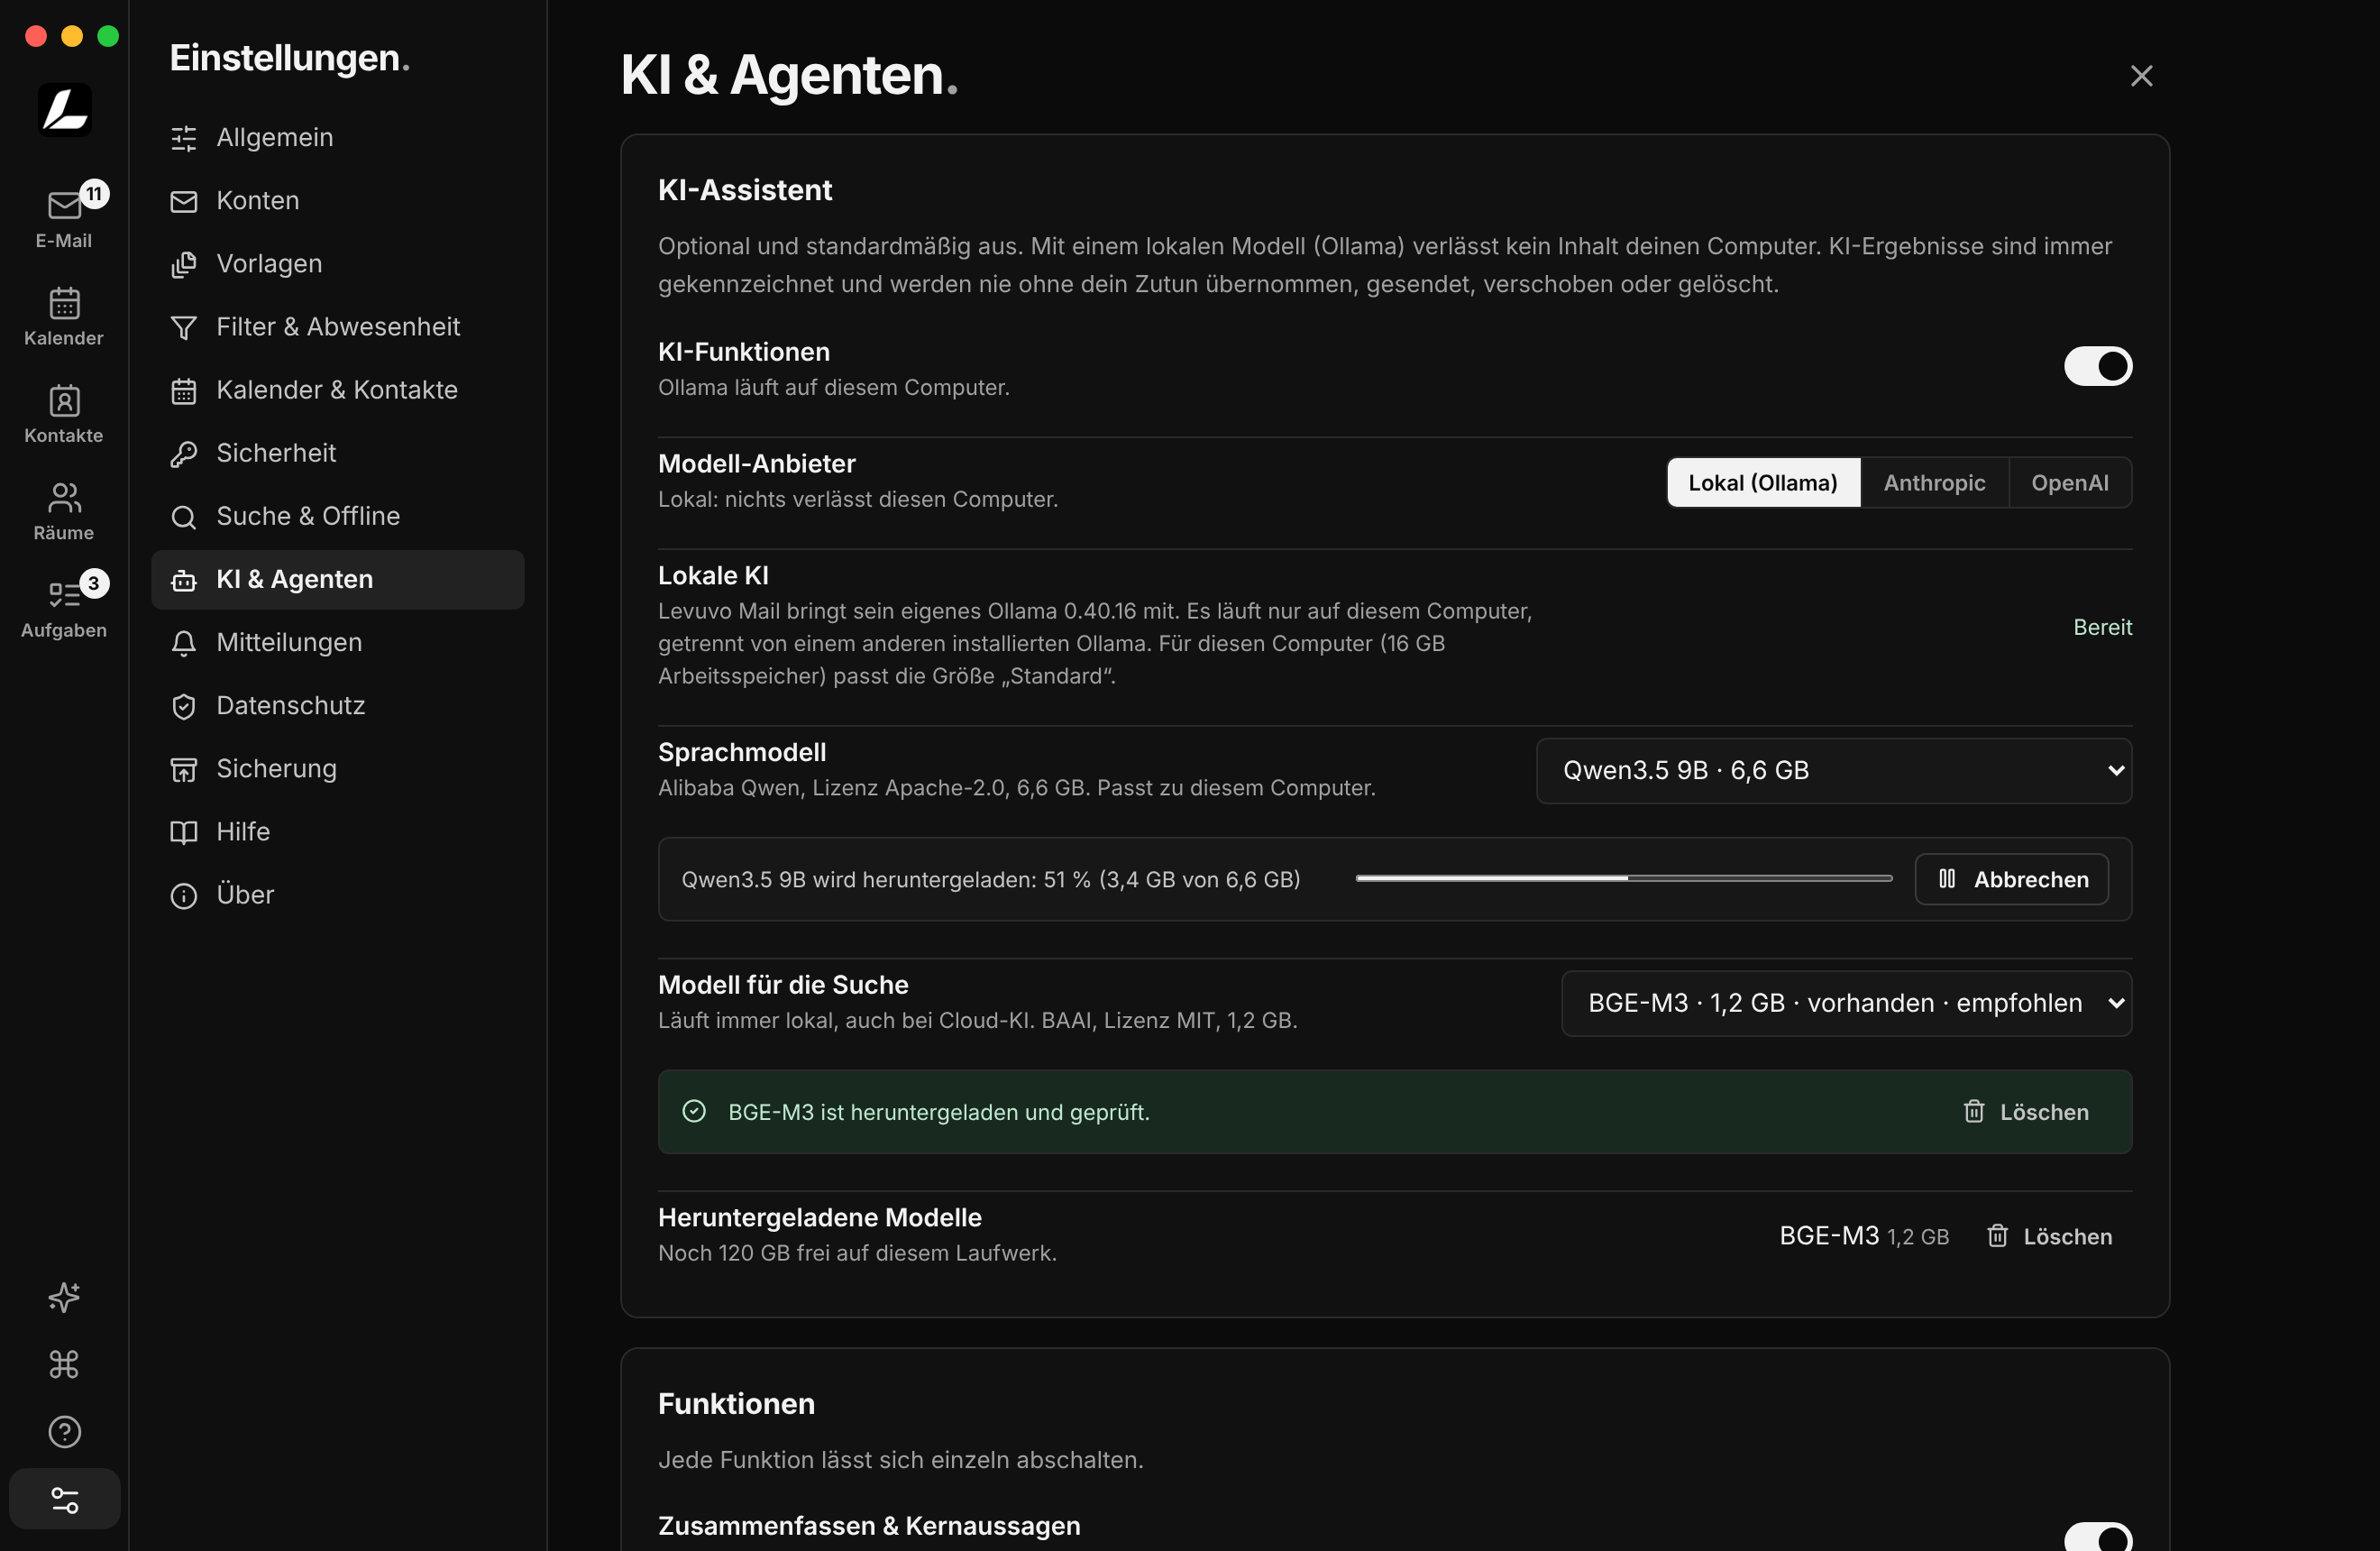 Einstellungen.
11
E-Mail
Kalender
Kontakte
Räume
3
Aufgaben
Allgemein
Konten
Vorlagen
Filter & Abwesenheit
Kalender & Kontakte
Sicherheit
Suche & Offline
KI & Agenten
Mitteilungen
Datenschutz
Sicherung
Hilfe
Über
KI & Agenten.
KI-Assistent
Optional und standardmäßig aus. Mit einem lokalen Modell (Ollama) verlässt kein Inhalt deinen Computer. KI-Ergebnisse sind immer
gekennzeichnet und werden nie ohne dein Zutun übernommen, gesendet, verschoben oder gelöscht.
KI-Funktionen
Ollama läuft auf diesem Computer.
Modell-Anbieter
Lokal: nichts verlässt diesen Computer.
Lokal (Ollama) Anthropic OpenAI
Lokale KI
Levuvo Mail bringt sein eigenes Ollama 0.40.16 mit. Es läuft nur auf diesem Computer,
getrennt von einem anderen installierten Ollama. Für diesen Computer (16 GB
Arbeitsspeicher) passt die Größe „Standard“.
Bereit
Sprachmodell
Alibaba Qwen, Lizenz Apache-2.0, 6,6 GB. Passt zu diesem Computer.
Qwen3.5 9B · 6,6 GB
Qwen3.5 9B wird heruntergeladen: 51 % (3,4 GB von 6,6 GB)
Abbrechen
Modell für die Suche
Läuft immer lokal, auch bei Cloud-KI. BAAI, Lizenz MIT, 1,2 GB.
BGE-M3 · 1,2 GB · vorhanden · empfohlen
BGE-M3 ist heruntergeladen und geprüft.
Löschen
Heruntergeladene Modelle
Noch 120 GB frei auf diesem Laufwerk.
BGE-M3 1,2 GB
Löschen
Funktionen
Jede Funktion lässt sich einzeln abschalten.
Zusammenfassen & Kernaussagen